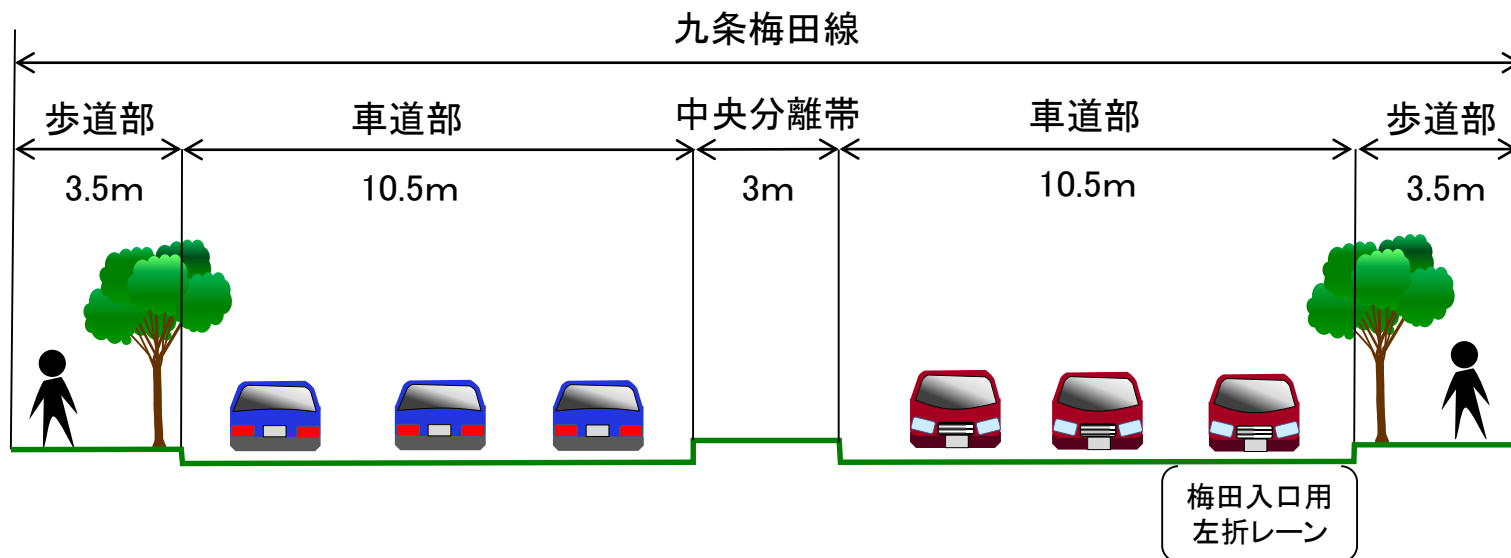 九条梅田線
歩道部
車道部
中央分離帯
車道部
歩道部
3.5m
10.5m
3m
10.5m
3.5m
梅田入口用
左折レーン